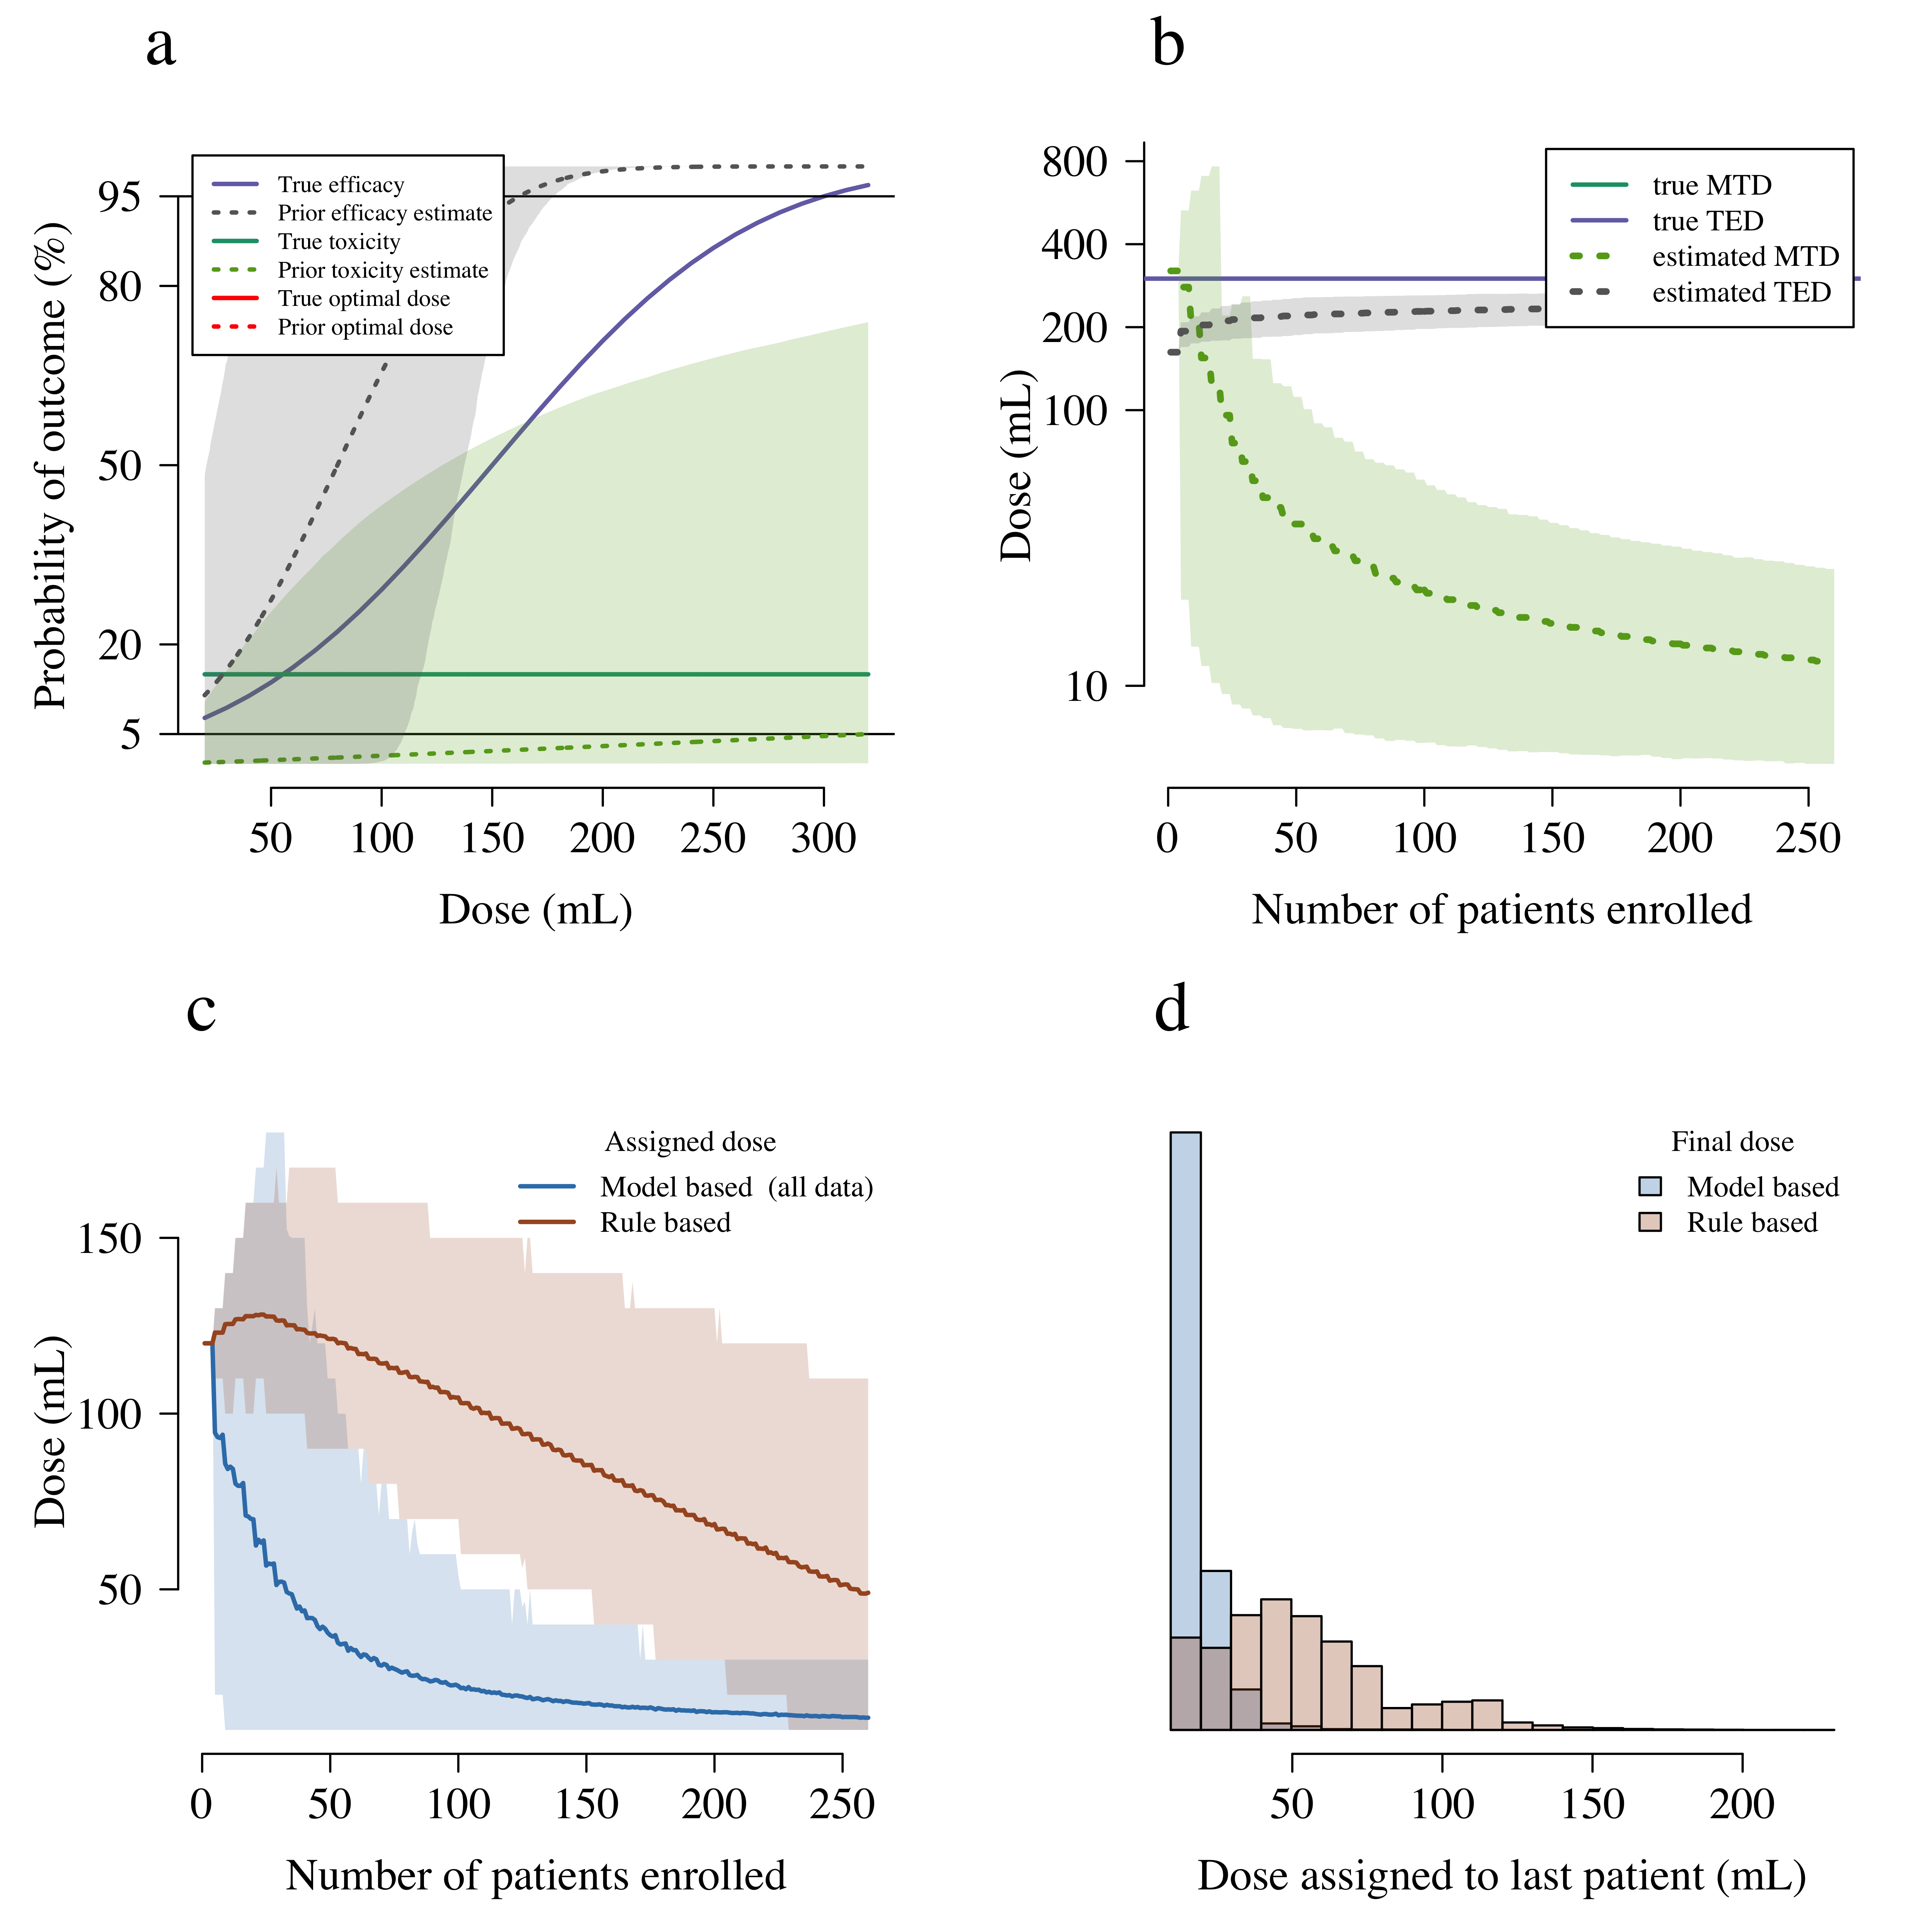 a
Probability of outcome (%)
95
80
50
20
5
True efficacy
Prior efficacy estimate
True toxicity
Prior toxicity estimate
True optimal dose
Prior optimal dose
50 100 150 200 250 300
Dose (mL)
b
Dose (mL)
800
400
200
100
10
true MTD
true TED
estimated MTD
estimated TED
0 50 100 150 200 250
Number of patients enrolled
c
Dose (mL)
150
100
50
Assigned dose
Model based (all data)
Rule based
0 50 100 150 200 250
Number of patients enrolled
d
Final dose
Model based
Rule based
50 100 150 200
Dose assigned to last patient (mL)